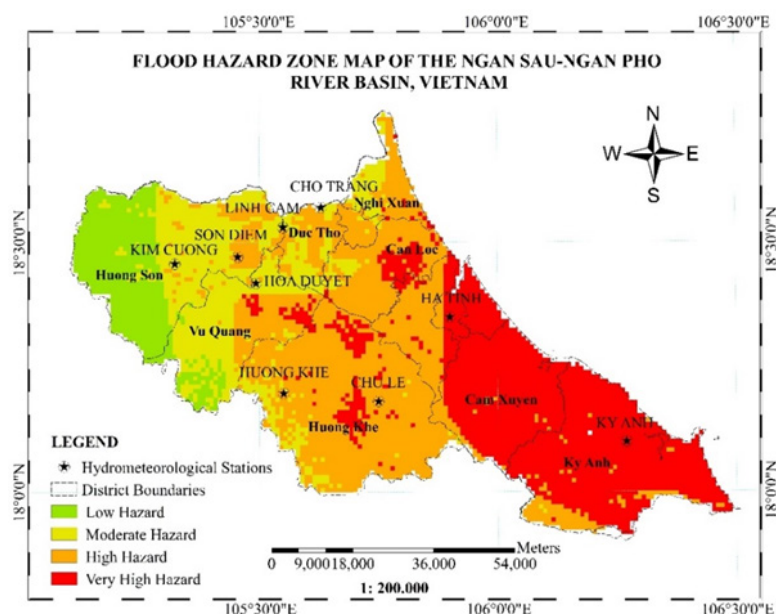 105°30'0"E 106°0'0"E 106°30'0"E
FLOOD HAZARD ZONE MAP OF THE NGAN SAU-NGAN PHO
RIVER BASIN, VIETNAM
N
W E
S
CHO TRANG
LINH CAM
Nghi Xuan
Duc Tho
SON DIEM
Can Loc
KIM CUONG
Huong Son
HOA DUYET
HA TINH
Vu Quang
HUONG KHE
CHU LE
Cam Xuyen
Huong Khe
KY ANH
Ky Anh
18°30'0"N
18°30'0"N
18°0'0"N
18°0'0"N
LEGEND
Hydrometeorological Stations
District Boundaries
Low Hazard
Moderate Hazard
High Hazard
Very High Hazard
Meters
0 9,000 18,000 36,000 54,000
1: 200.000
105°30'0"E 106°0'0"E 106°30'0"E